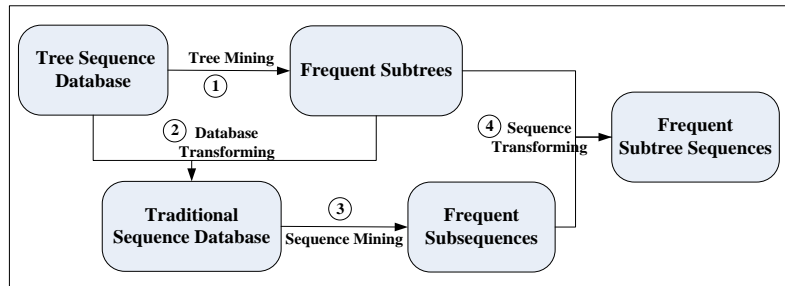 Tree Sequence
Database
Tree Mining
1
Frequent Subtrees
2
Database
Transforming
4
Sequence
Transforming
Frequent
Subtree Sequences
Traditional
Sequence Database
3
Sequence Mining
Frequent
Subsequences